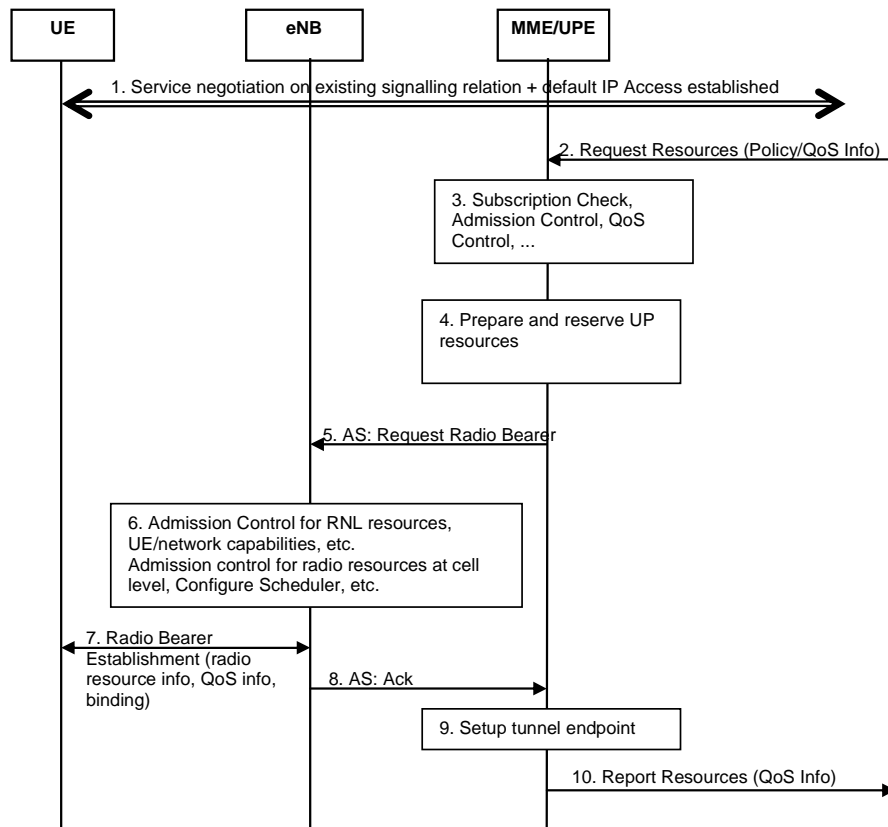 UE
eNB
MME/UPE
1. Service negotiation on existing signalling relation + default IP Access established
2. Request Resources (Policy/QoS Info)
3. Subscription Check,
Admission Control, QoS
Control, ...
4. Prepare and reserve UP
resources
5. AS: Request Radio Bearer
6. Admission Control for RNL resources,
UE/network capabilities, etc.
Admission control for radio resources at cell
level, Configure Scheduler, etc.
7. Radio Bearer
Establishment (radio
resource info, QoS info,
binding)
8. AS: Ack
9. Setup tunnel endpoint
10. Report Resources (QoS Info)